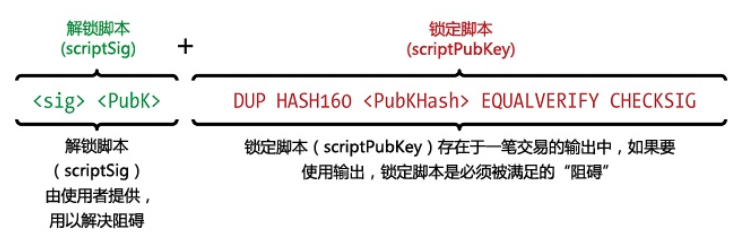 解锁脚本
(scriptSig)
+
锁定脚本
(scriptPubKey)
<sig> <PubK>
DUP HASH160 <PubKHash> EQUALVERIFY CHECKSIG
解锁脚本
（scriptSig）
由使用者提供，
用以解决阻碍
锁定脚本（scriptPubKey）存在于一笔交易的输出中，如果要
使用输出，锁定脚本是必须被满足的“阻碍”